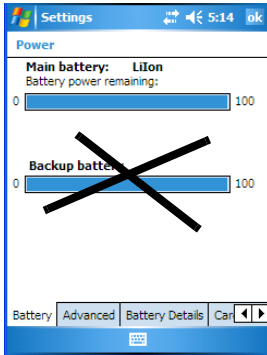 Settings 5:14 ok
Power
Main battery: LiIon
Battery power remaining:
0 100
Backup battery
0 100
Battery Advanced Battery Details Car